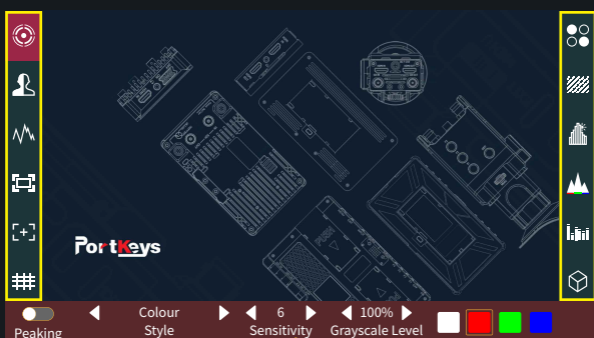 PortKeys
Colour
6
100%
Peaking
Style
Sensitivity
Grayscale Level